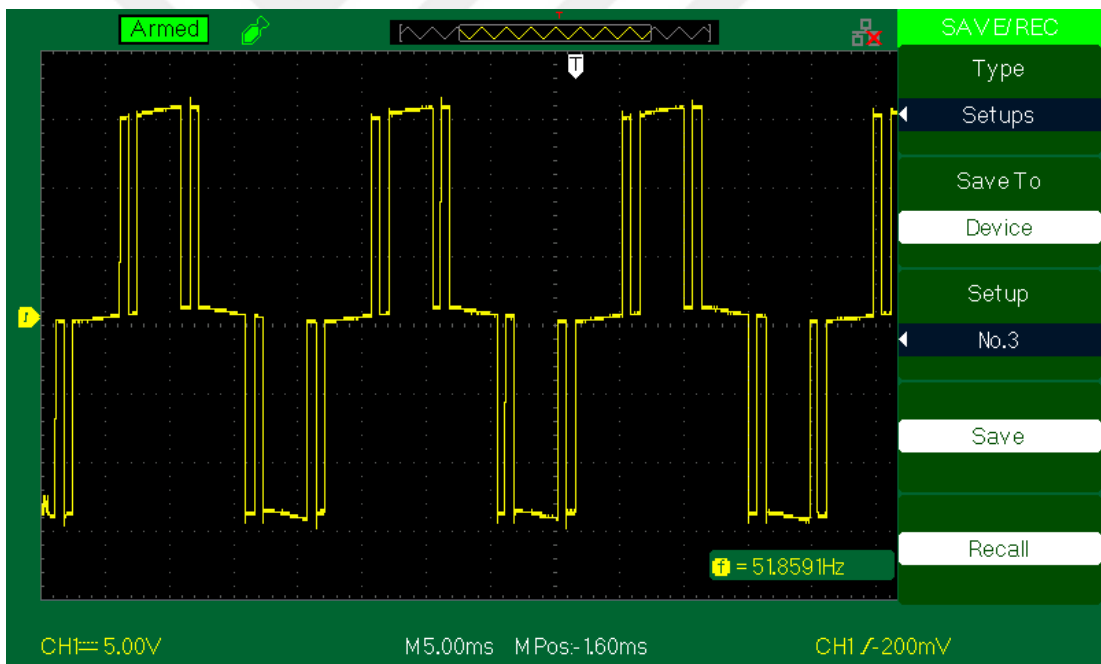 Armed
T
SAVE/REC
Type
Setups
Save To
Device
Setup
No.3
Save
Recall
f = 51.8591Hz
CH1 5.00V
M 5.00ms M Pos:-1.60ms
CH1 -200mV